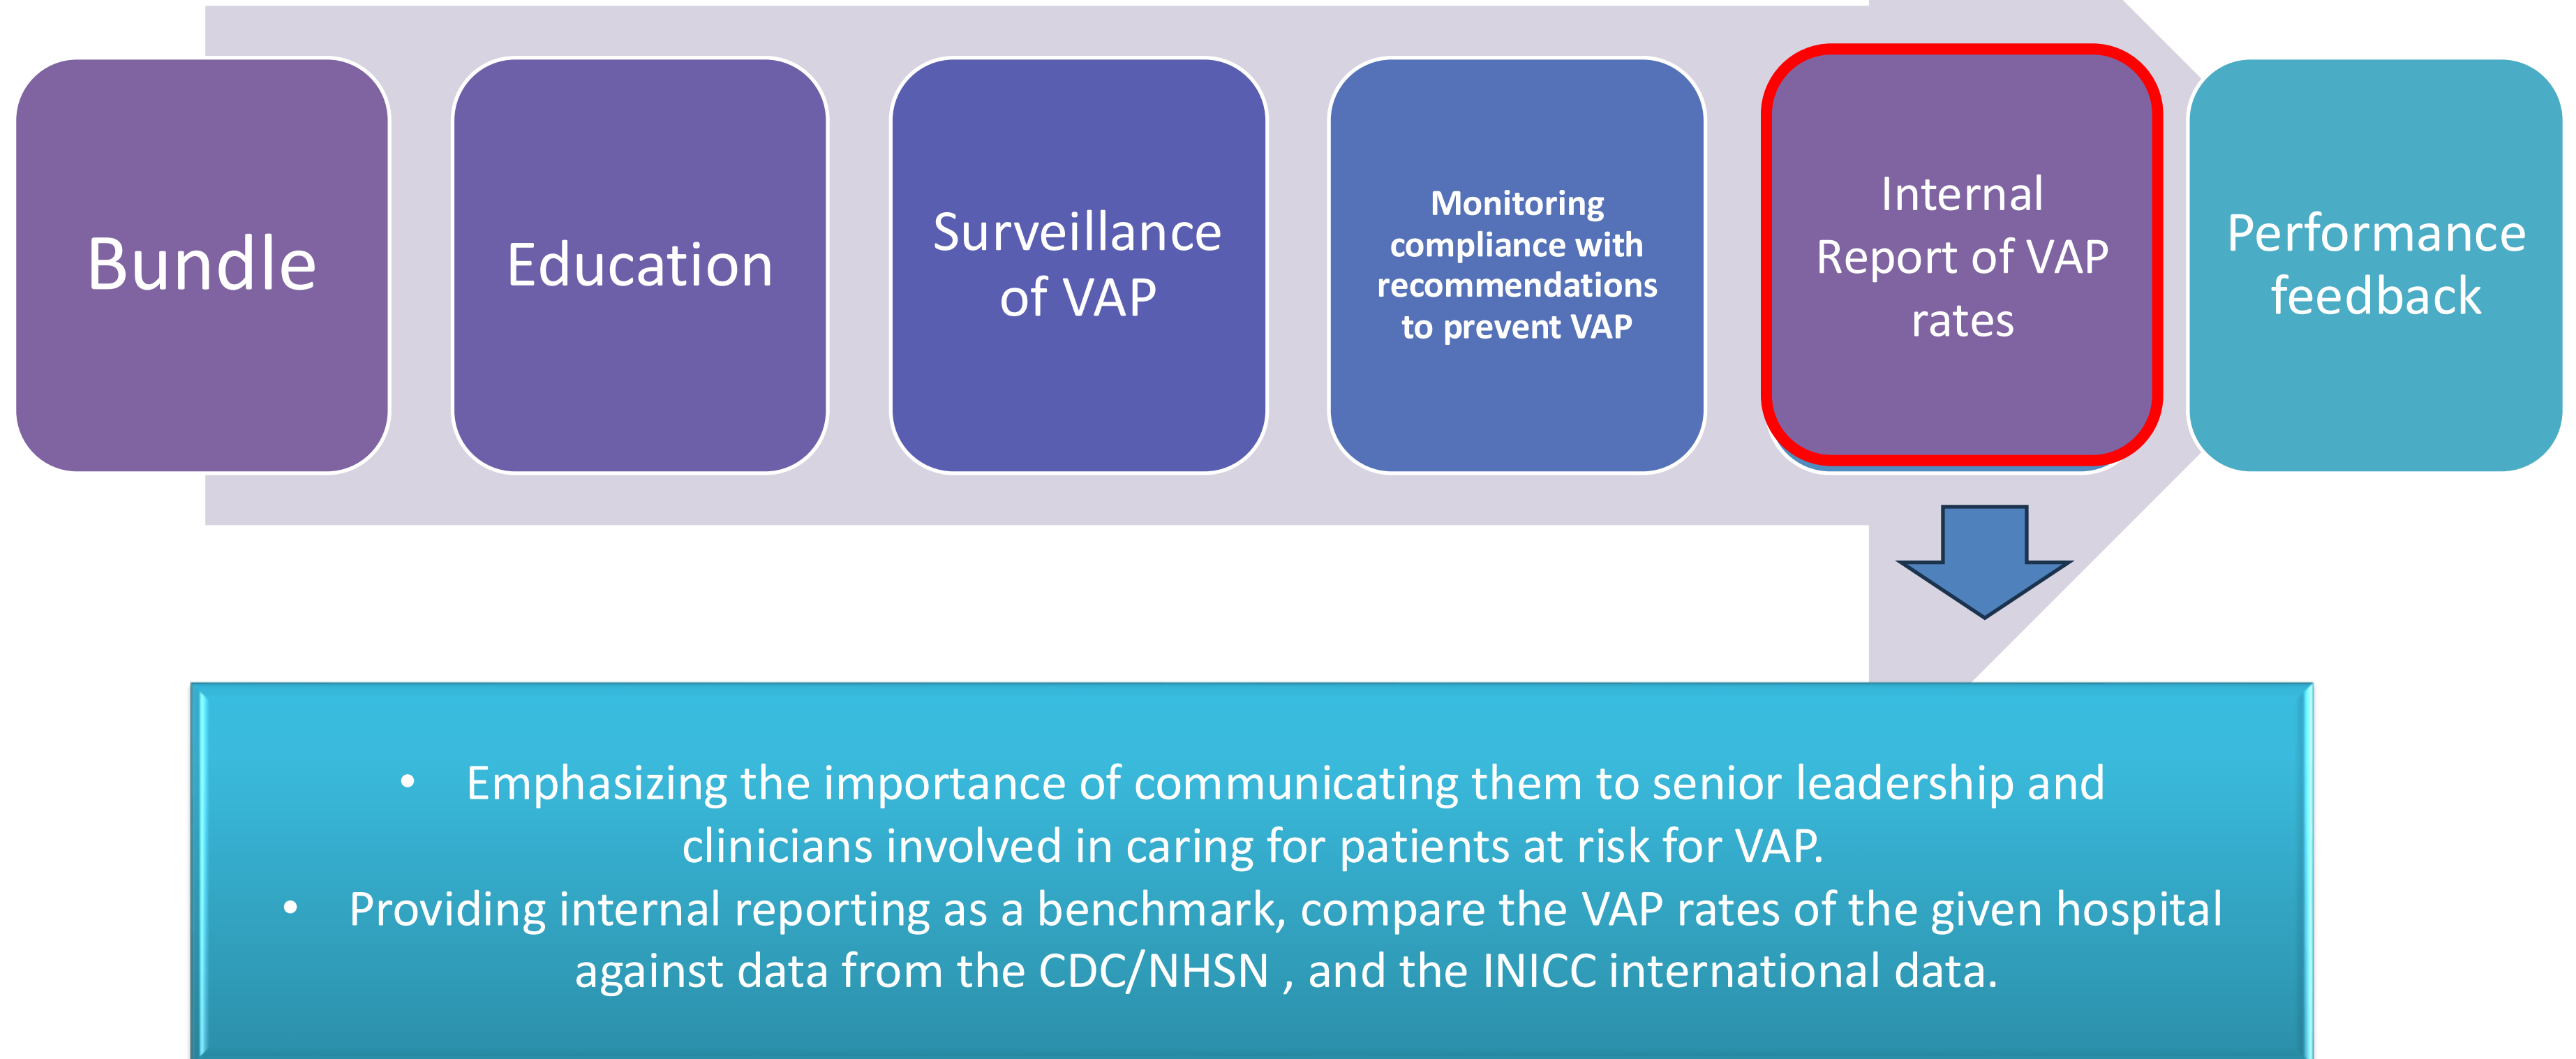 Bundle
Education
Surveillance
of VAP
Monitoring
compliance with
recommendations
to prevent VAP
Internal
Report of VAP
rates
Performance
feedback
• Emphasizing the importance of communicating them to senior leadership and
clinicians involved in caring for patients at risk for VAP.
• Providing internal reporting as a benchmark, compare the VAP rates of the given hospital
against data from the CDC/NHSN , and the INICC international data.